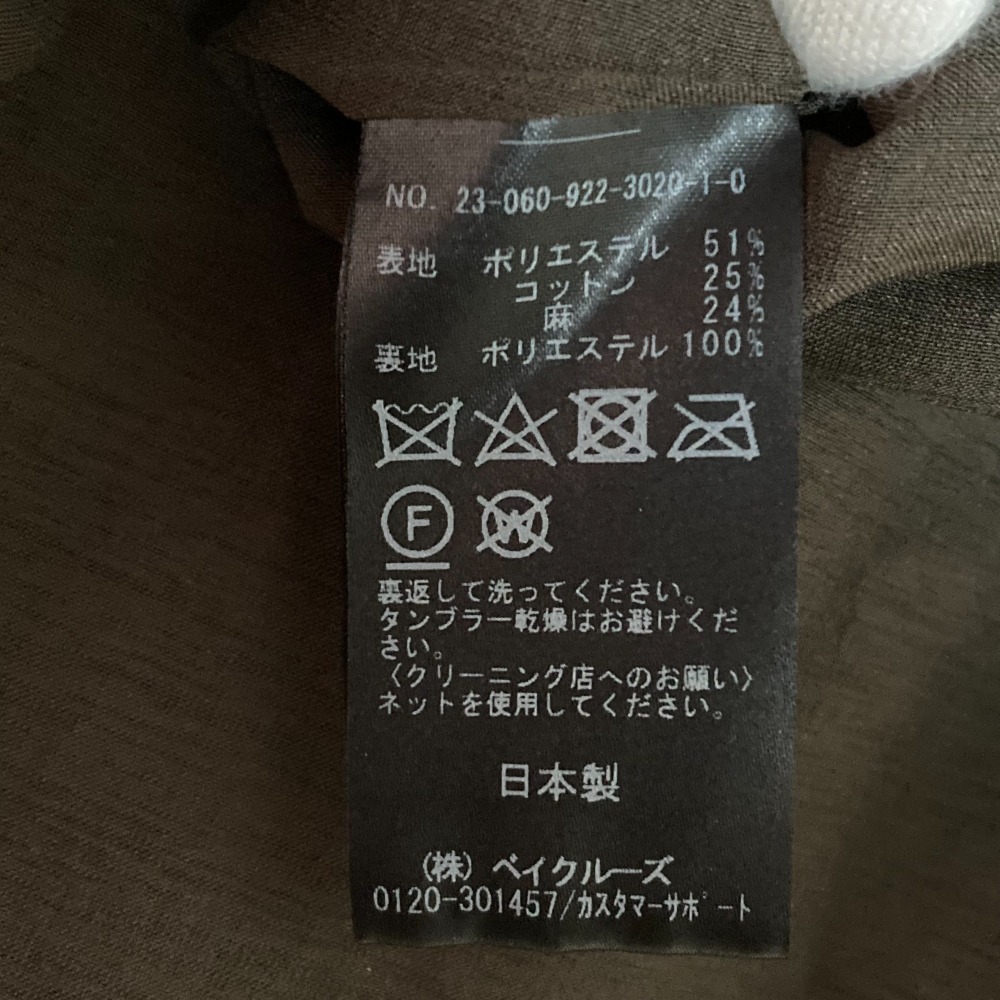 NO. 23-060-922-3020-1-0
表地 ポリエステル 51%
コットン 25%
麻 24%
裏地 ポリエステル 100%
F W
裏返して洗ってください。
タンブラー乾燥はお避けくだ
さい。
〈クリーニング店へのお願い〉
ネットを使用してください。
日本製
(株) ベイクルーズ
0120-301457/カスタマーサポート